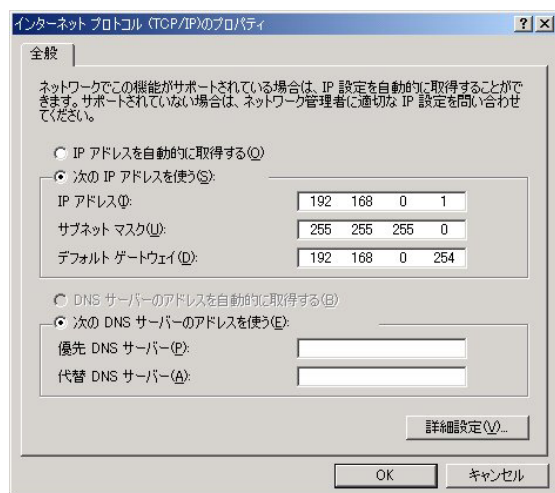 インターネット プロトコル (TCP/IP)のプロパティ
全般
ネットワークでこの機能がサポートされている場合は、IP 設定を自動的に取得することがで
きます。サポートされていない場合は、ネットワーク管理者に適切な IP 設定を問い合わせ
てください。
IP アドレスを自動的に取得する(O)
次の IP アドレスを使う(S):
IP アドレス(I): 192 168 0 1
サブネット マスク(U): 255 255 255 0
デフォルト ゲートウェイ(D): 192 168 0 254
DNS サーバーのアドレスを自動的に取得する(B)
次の DNS サーバーのアドレスを使う(E):
優先 DNS サーバー(P):
代替 DNS サーバー(A):
詳細設定(V)...
OK キャンセル